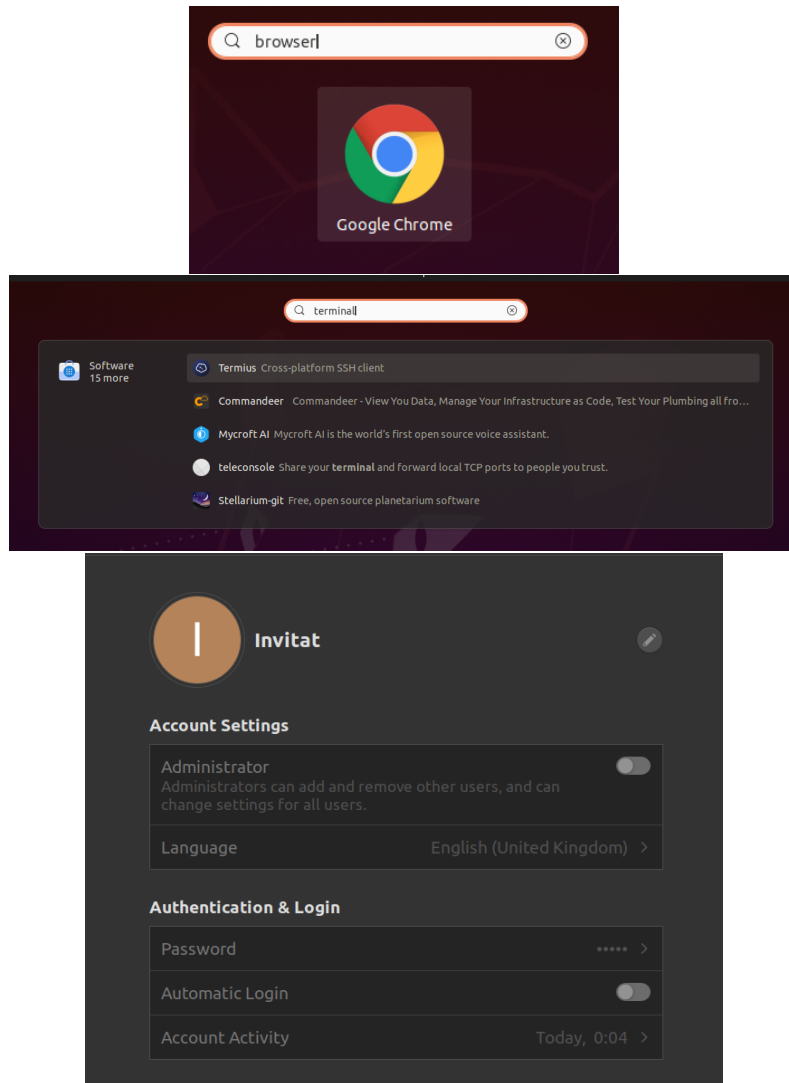 browser
Google Chrome
terminal
Software
15 more
Termius Cross-platform SSH client
Commandeer Commandeer - View You Data, Manage Your Infrastructure as Code, Test Your Plumbing all fro...
Mycroft AI Mycroft AI is the world's first open source voice assistant.
teleconsole Share your terminal and forward local TCP ports to people you trust.
Stellarium-git Free, open source planetarium software
I
Invitat
Account Settings
Administrator
Administrators can add and remove other users, and can
change settings for all users.
Language English (United Kingdom) >
Authentication & Login
Password ••••• >
Automatic Login
Account Activity Today, 0:04 >